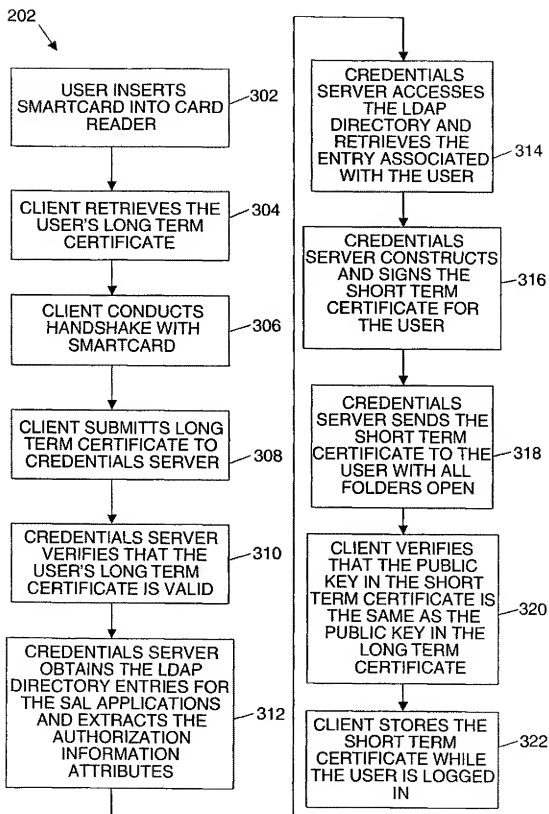 202
USER INSERTS
SMARTCARD INTO CARD
READER
302
CLIENT RETRIEVES THE
USER'S LONG TERM
CERTIFICATE
304
CLIENT CONDUCTS
HANDSHAKE WITH
SMARTCARD
306
CLIENT SUBMITTS LONG
TERM CERTIFICATE TO
CREDENTIALS SERVER
308
CREDENTIALS SERVER
VERIFIES THAT THE
USER'S LONG TERM
CERTIFICATE IS VALID
310
CREDENTIALS SERVER
OBTAINS THE LDAP
DIRECTORY ENTRIES FOR
THE SAL APPLICATIONS
AND EXTRACTS THE
AUTHORIZATION
INFORMATION
ATTRIBUTES
312
CREDENTIALS
SERVER ACCESSES
THE LDAP
DIRECTORY AND
RETRIEVES THE
ENTRY ASSOCIATED
WITH THE USER
314
CREDENTIALS
SERVER CONSTRUCTS
AND SIGNS THE
SHORT TERM
CERTIFICATE FOR
THE USER
316
CREDENTIALS
SERVER SENDS THE
SHORT TERM
CERTIFICATE TO THE
USER WITH ALL
FOLDERS OPEN
318
CLIENT VERIFIES
THAT THE PUBLIC
KEY IN THE SHORT
TERM CERTIFICATE IS
THE SAME AS THE
PUBLIC KEY IN THE
LONG TERM
CERTIFICATE
320
CLIENT STORES THE
SHORT TERM
CERTIFICATE WHILE
THE USER IS LOGGED
IN
322